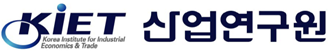 KIET 산업연구원
Korea Institute for Industrial
Economics & Trade